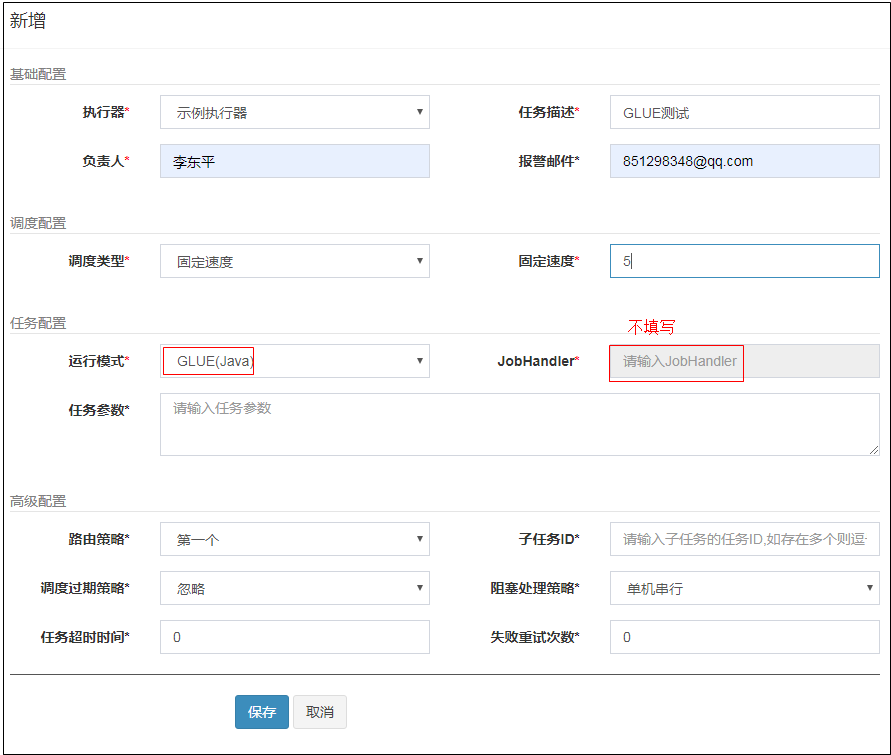 新增
基础配置
执行器* 示例执行器 任务描述* GLUE测试
负责人* 李东平 报警邮件* 851298348@qq.com
调度配置
调度类型* 固定速度 固定速度* 5
任务配置
不填写
运行模式* GLUE(Java) JobHandler* 请输入JobHandler
任务参数* 请输入任务参数
高级配置
路由策略* 第一个 子任务ID* 请输入子任务的任务ID,如存在多个则逗
调度过期策略* 忽略 阻塞处理策略* 单机串行
任务超时时间* 0 失败重试次数* 0
保存 取消